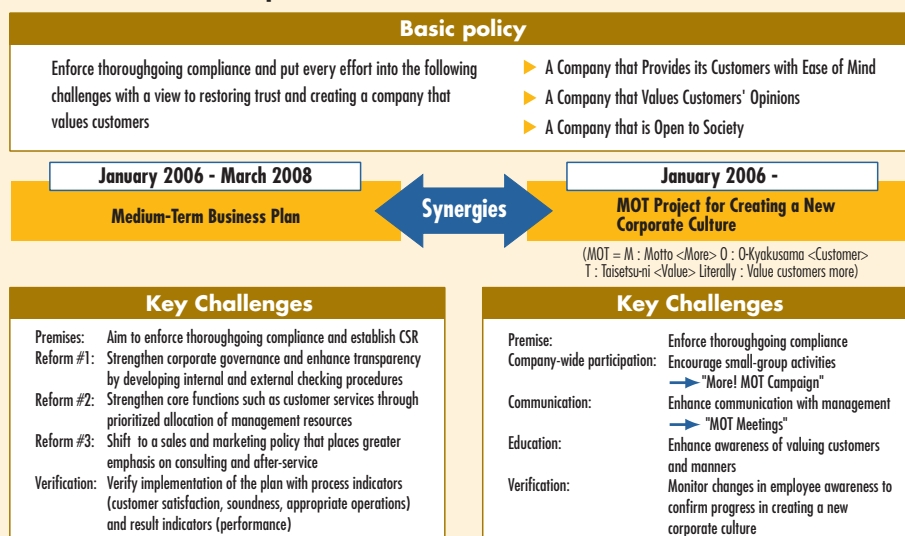 Basic policy
Enforce thoroughgoing compliance and put every effort into the following
challenges with a view to restoring trust and creating a company that
values customers
A Company that Provides its Customers with Ease of Mind
A Company that Values Customers' Opinions
A Company that is Open to Society
January 2006 - March 2008
Medium-Term Business Plan
Synergies
January 2006 -
MOT Project for Creating a New
Corporate Culture
(MOT = M : Motto <More> O : O-Kyakusama <Customer>
T : Taisetsu-ni <Value> Literally : Value customers more)
Key Challenges
Premises: Aim to enforce thoroughgoing compliance and establish CSR
Reform #1: Strengthen corporate governance and enhance transparency
by developing internal and external checking procedures
Reform #2: Strengthen core functions such as customer services through
prioritized allocation of management resources
Reform #3: Shift to a sales and marketing policy that places greater
emphasis on consulting and after-service
Verification: Verify implementation of the plan with process indicators
(customer satisfaction, soundness, appropriate operations)
and result indicators (performance)
Key Challenges
Premise: Enforce thoroughgoing compliance
Company-wide participation: Encourage small-group activities
"More! MOT Campaign"
Communication: Enhance communication with management
"MOT Meetings"
Education: Enhance awareness of valuing customers
and manners
Verification: Monitor changes in employee awareness to
confirm progress in creating a new
corporate culture